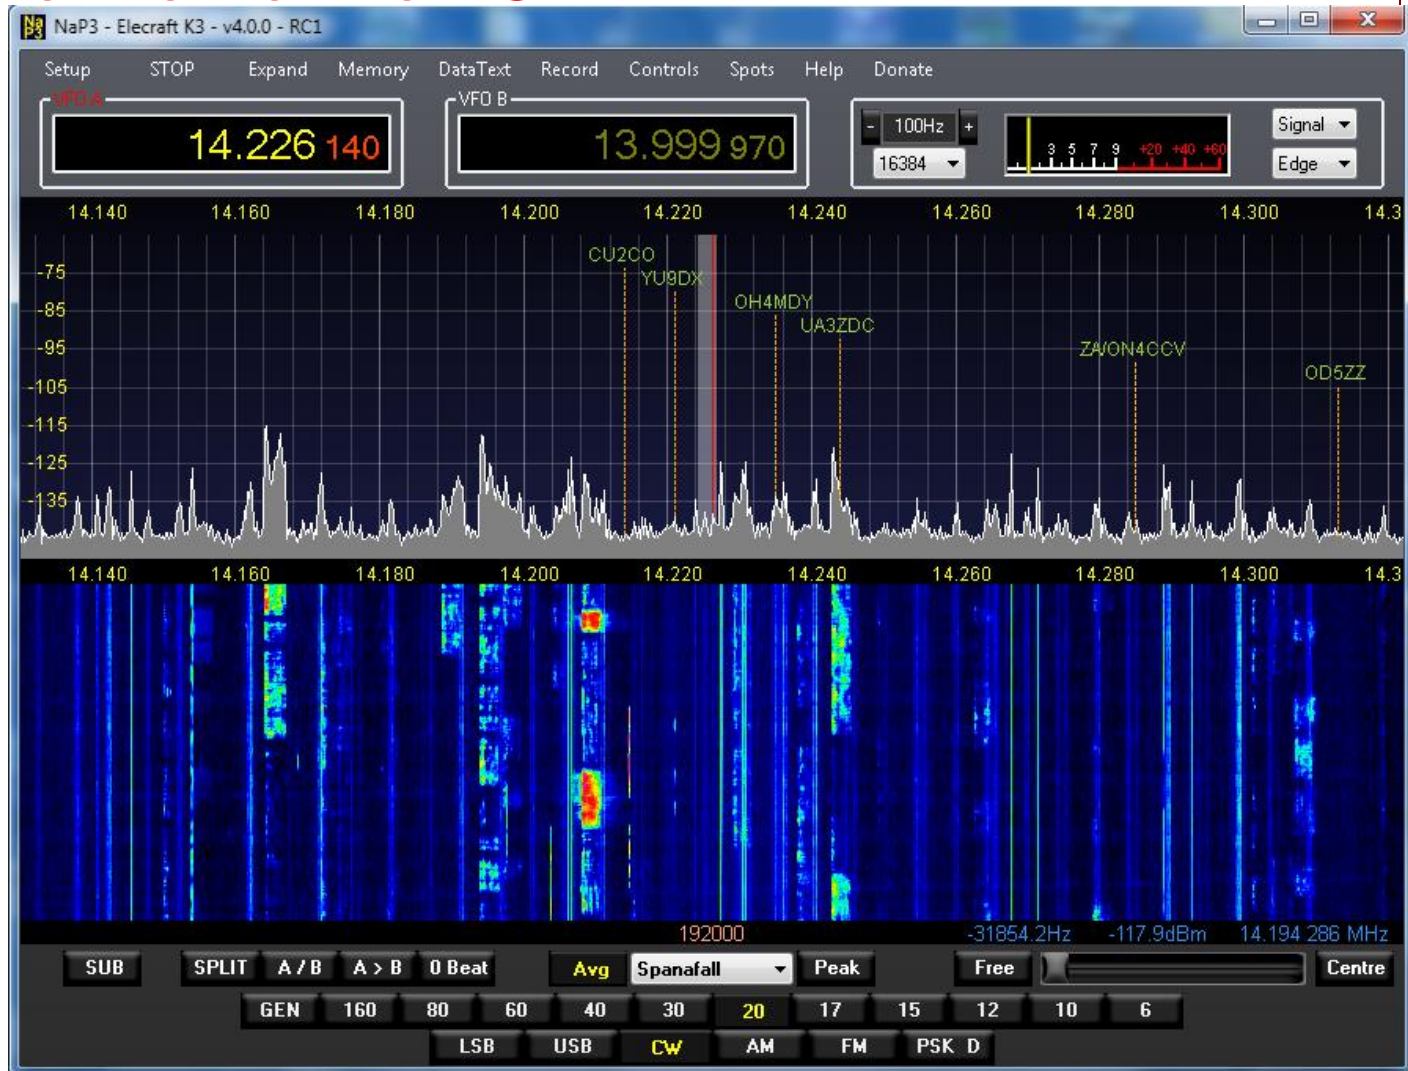 NaP3 - Elecraft K3 - v4.0.0 - RC1
Setup STOP Expand Memory DataText Record Controls Spots Help Donate
VFO A VFO B
14.226 140 13.999 970
- 100Hz + 3 5 7 9 +20 +40 +60 Signal
16384 Edge
14.140 14.160 14.180 14.200 14.220 14.240 14.260 14.280 14.300 14.3
CU2CO
-75 YU9DX
-85 OH4MDY
UA3ZDC
-95 ZA/ON4CCV
OD5ZZ
-105
-115
-125
-135
14.140 14.160 14.180 14.200 14.220 14.240 14.260 14.280 14.300 14.3
192000 -31854.2Hz -117.9dBm 14.194 286 MHz
SUB SPLIT A / B A > B 0 Beat Avg Spanafall Peak Free Centre
GEN 160 80 60 40 30 20 17 15 12 10 6
LSB USB CW AM FM PSK D